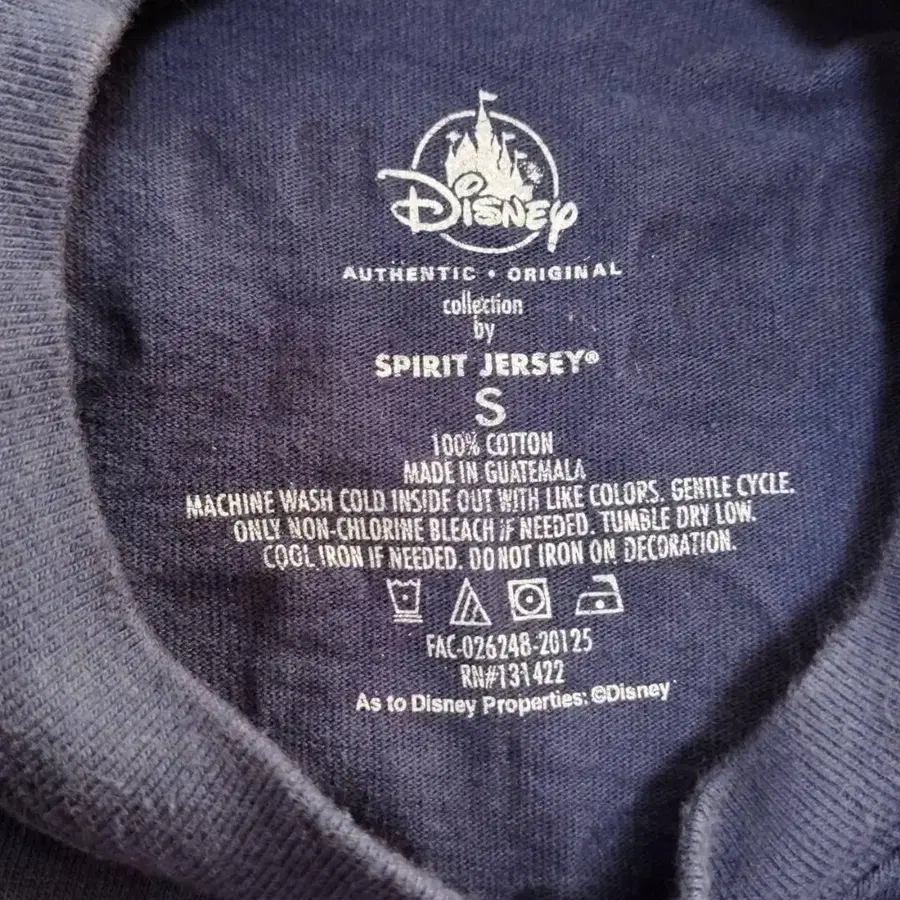 Disney
AUTHENTIC • ORIGINAL
collection
by
SPIRIT JERSEY®
S
100% COTTON
MADE IN GUATEMALA
MACHINE WASH COLD INSIDE OUT WITH LIKE COLORS. GENTLE CYCLE.
ONLY NON-CHLORINE BLEACH IF NEEDED. TUMBLE DRY LOW.
COOL IRON IF NEEDED. DO NOT IRON ON DECORATION.
FAC-026248-20125
RN#131422
As to Disney Properties: ©Disney